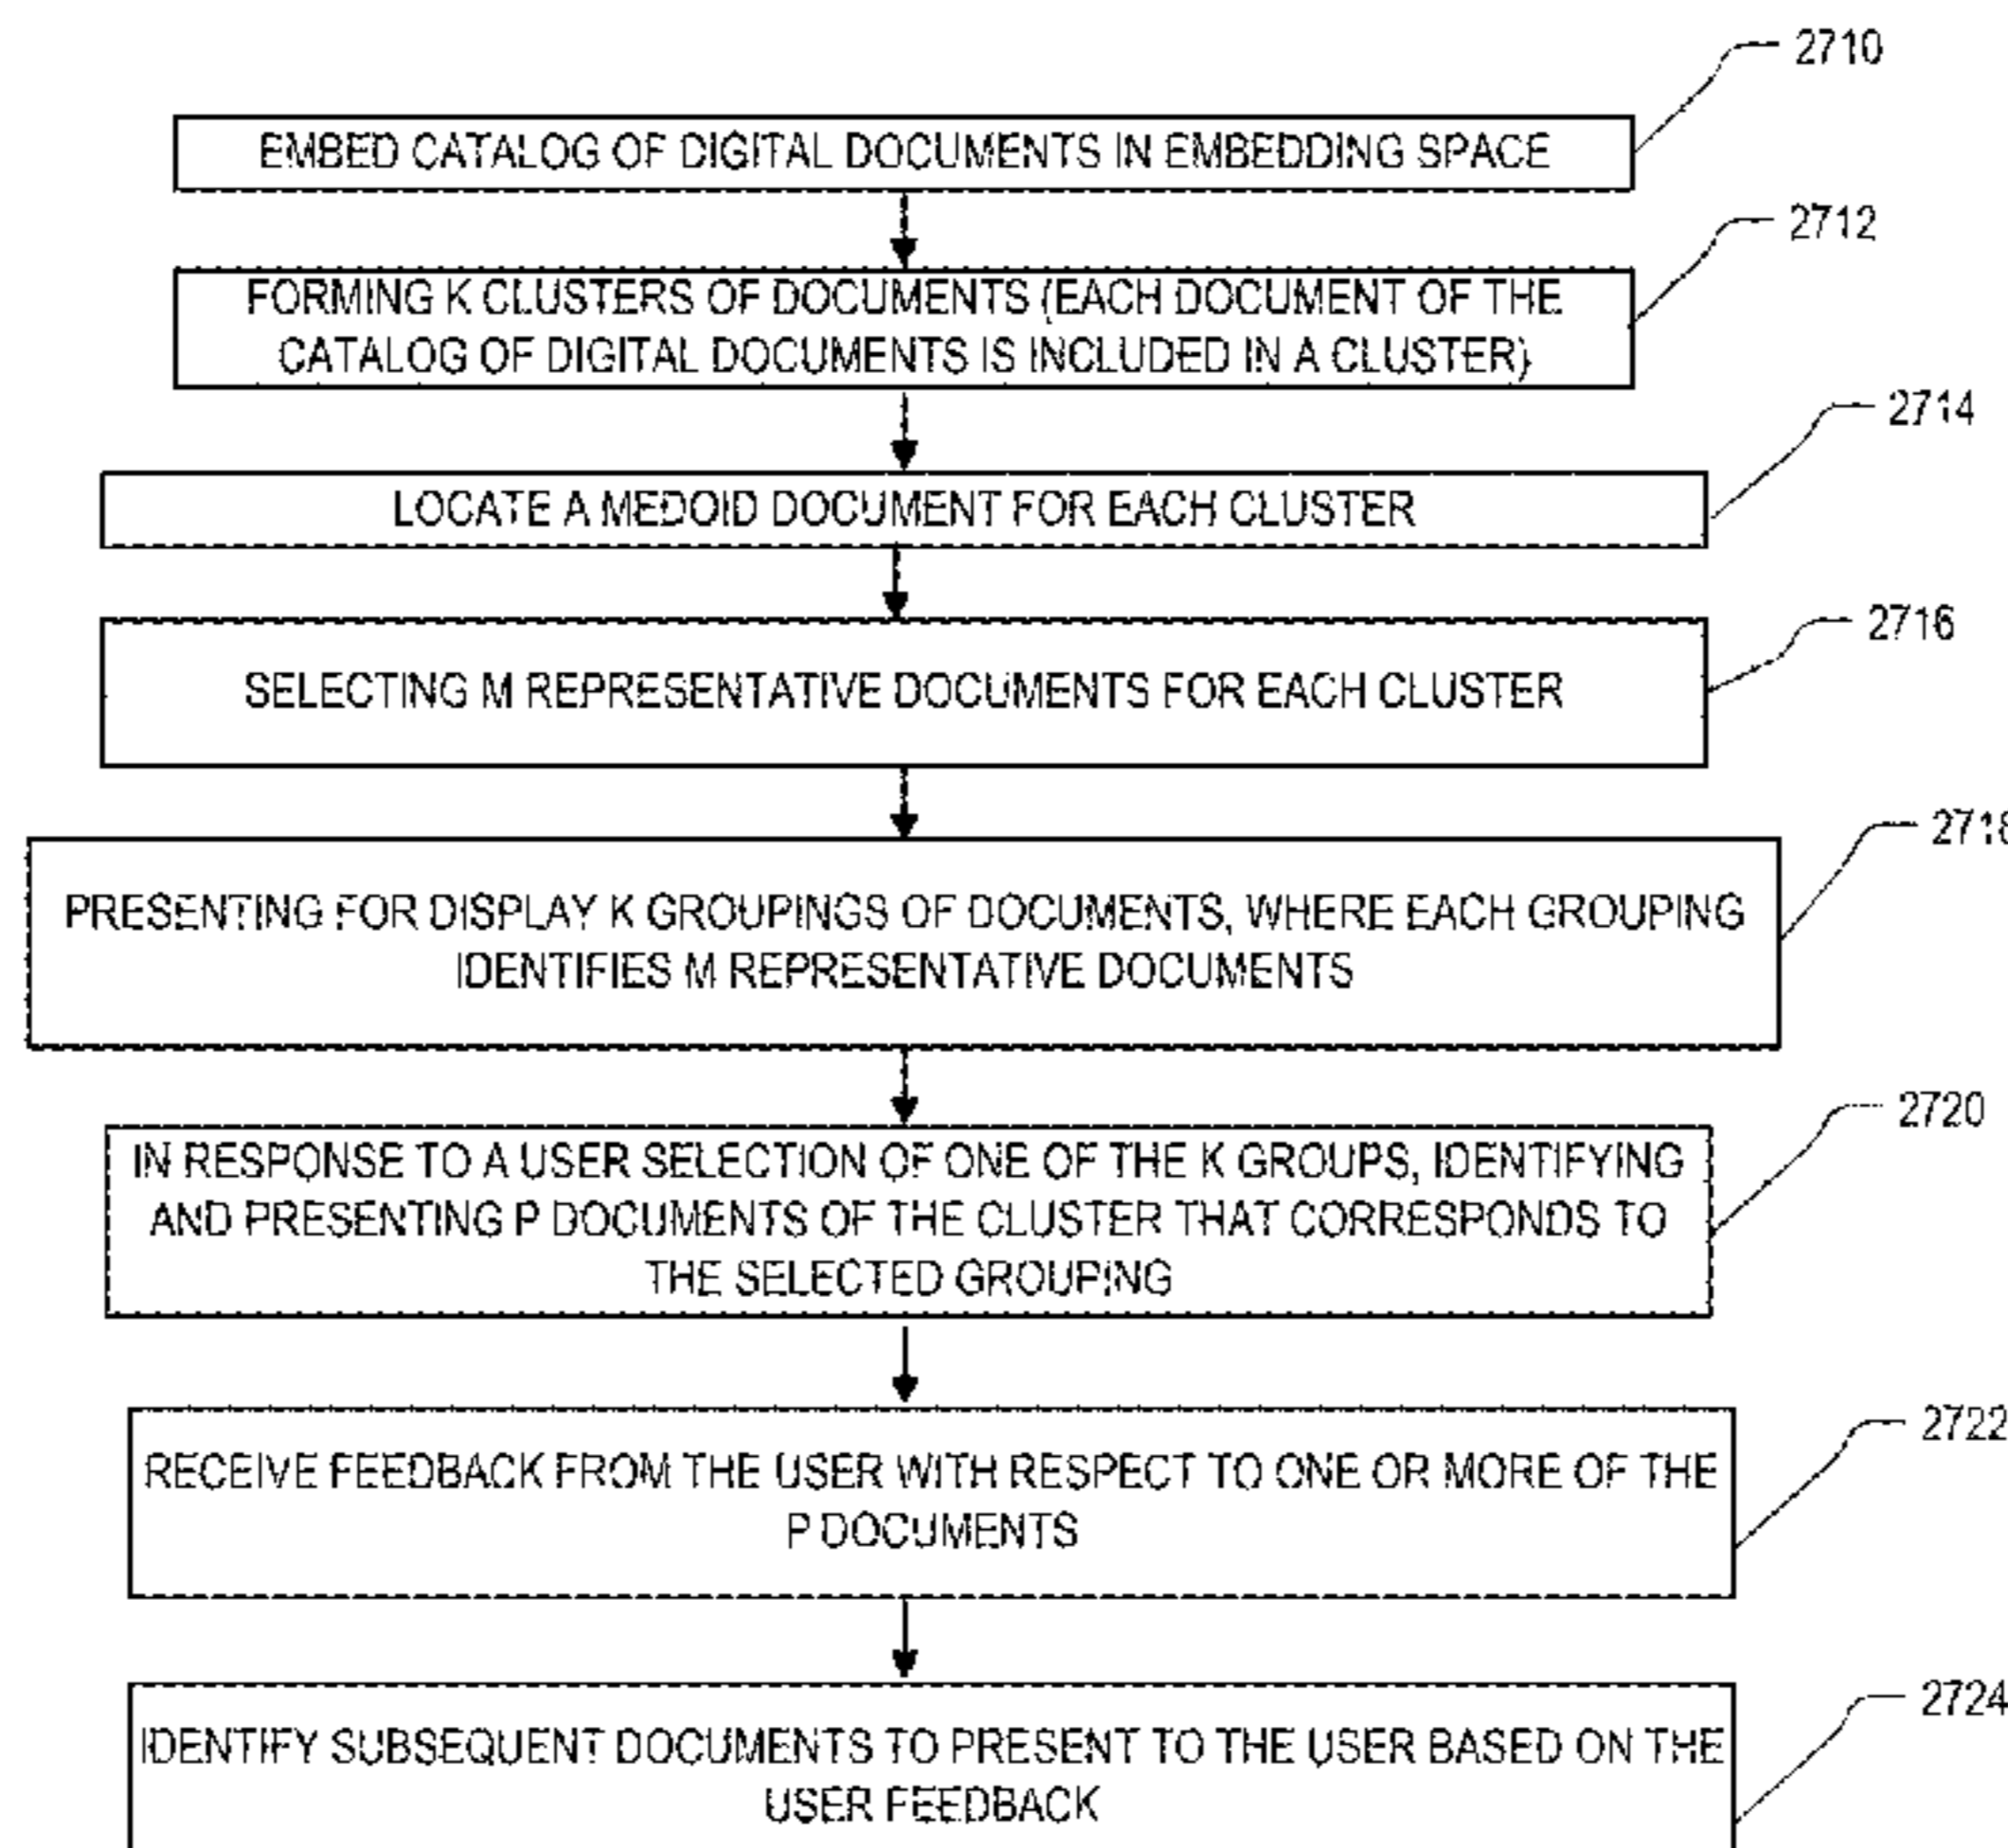 2710
EMBED CATALOG OF DIGITAL DOCUMENTS IN EMBEDDING SPACE
2712
FORMING K CLUSTERS OF DOCUMENTS (EACH DOCUMENT OF THE
CATALOG OF DIGITAL DOCUMENTS IS INCLUDED IN A CLUSTER)
2714
LOCATE A MEDOID DOCUMENT FOR EACH CLUSTER
2716
SELECTING M REPRESENTATIVE DOCUMENTS FOR EACH CLUSTER
2718
PRESENTING FOR DISPLAY K GROUPINGS OF DOCUMENTS, WHERE EACH GROUPING
IDENTIFIES M REPRESENTATIVE DOCUMENTS
2720
IN RESPONSE TO A USER SELECTION OF ONE OF THE K GROUPS, IDENTIFYING
AND PRESENTING P DOCUMENTS OF THE CLUSTER THAT CORRESPONDS TO
THE SELECTED GROUPING
2722
RECEIVE FEEDBACK FROM THE USER WITH RESPECT TO ONE OR MORE OF THE
P DOCUMENTS
2724
IDENTIFY SUBSEQUENT DOCUMENTS TO PRESENT TO THE USER BASED ON THE
USER FEEDBACK